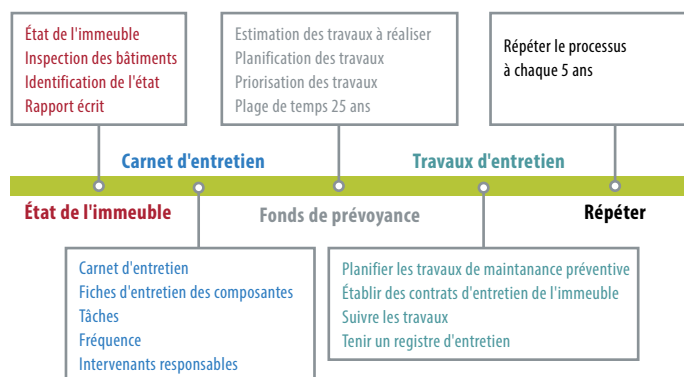 État de l'immeuble
Inspection des bâtiments
Identification de l'état
Rapport écrit
Estimation des travaux à réaliser
Planification des travaux
Priorisation des travaux
Plage de temps 25 ans
Répéter le processus
à chaque 5 ans
Carnet d'entretien
Travaux d'entretien
État de l'immeuble
Fonds de prévoyance
Répéter
Carnet d'entretien
Fiches d'entretien des composantes
Tâches
Fréquence
Intervenants responsables
Planifier les travaux de maintanance préventive
Établir des contrats d'entretien de l'immeuble
Suivre les travaux
Tenir un registre d'entretien